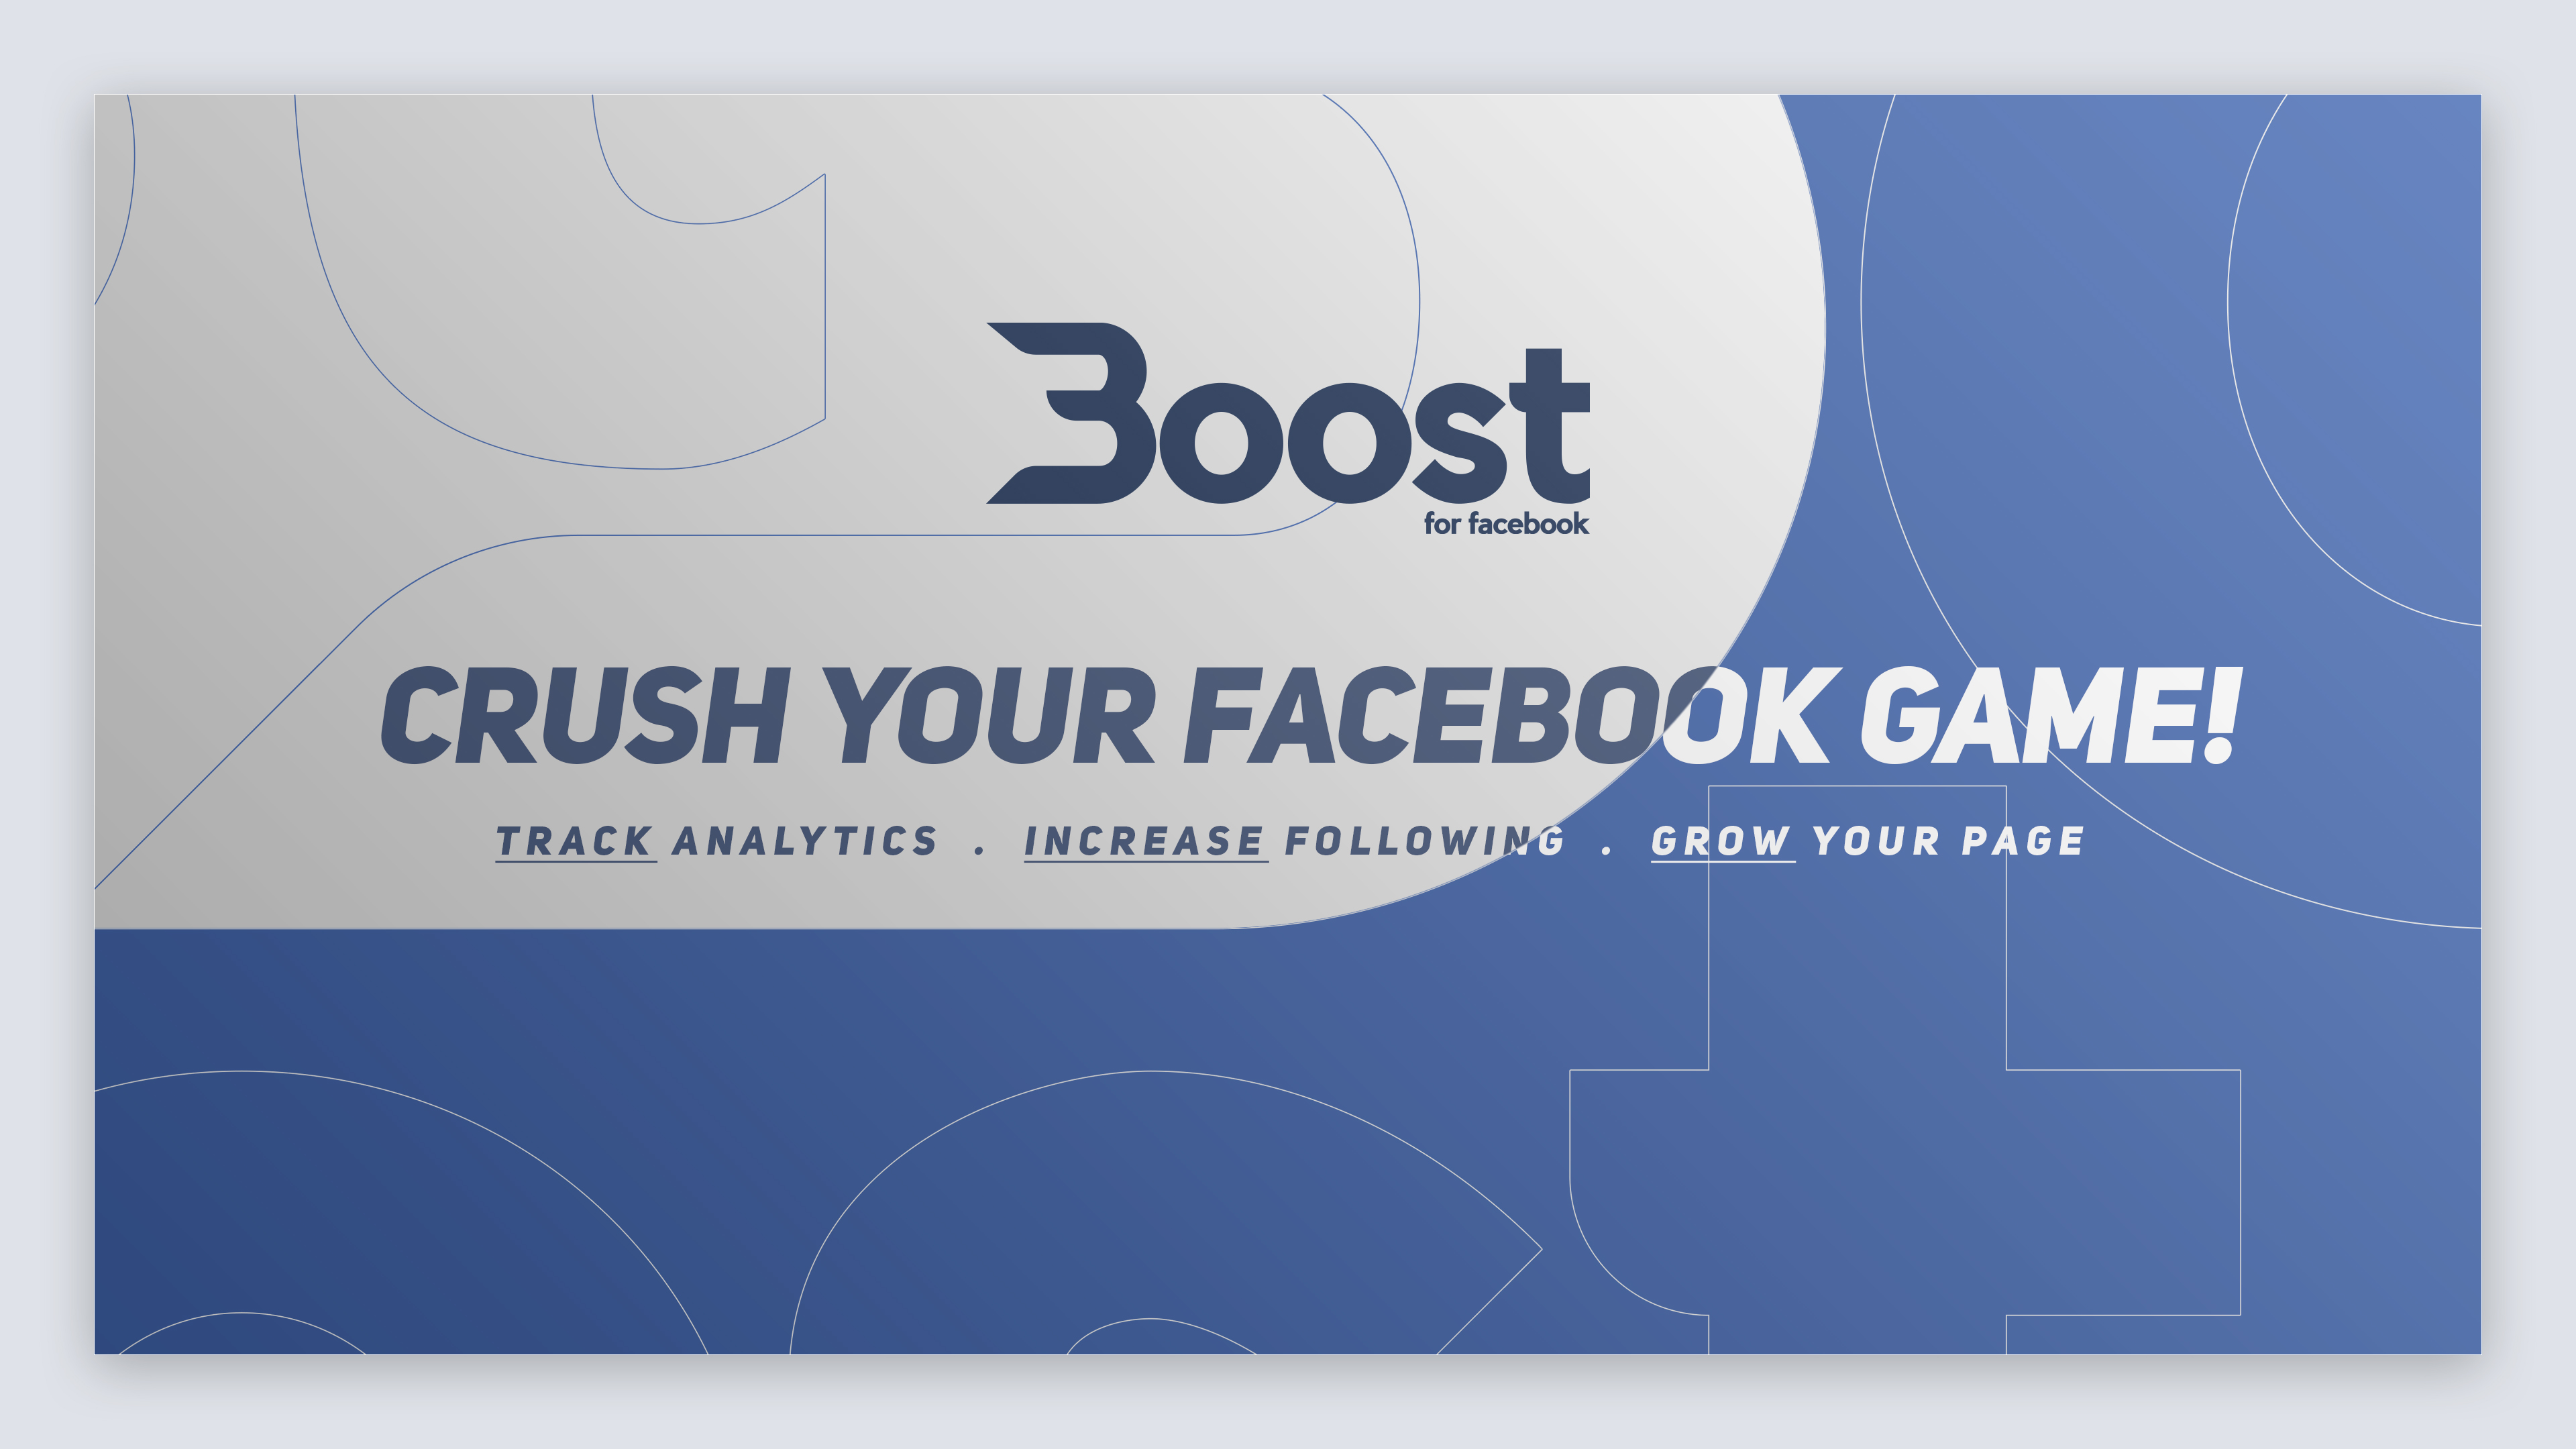 Boost
for facebook
CRUSH YOUR FACEBOOK GAME!
TRACK ANALYTICS . INCREASE FOLLOWING . GROW YOUR PAGE